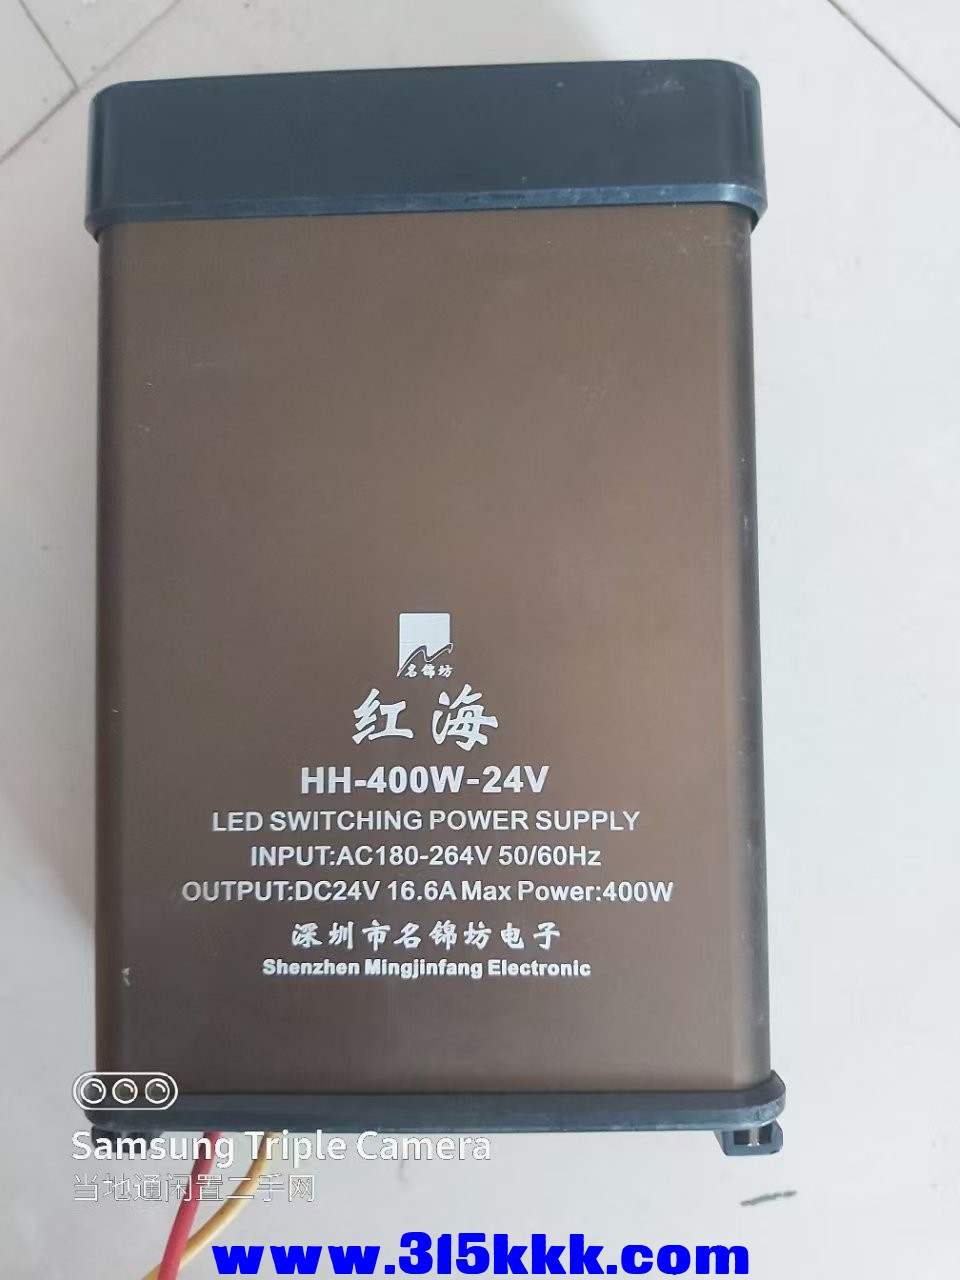 名锦坊
红海
HH-400W-24V
LED SWITCHING POWER SUPPLY
INPUT:AC180-264V 50/60Hz
OUTPUT:DC24V 16.6A Max Power:400W
深圳市名锦坊电子
Shenzhen Mingjinfang Electronic
Samsung Triple Camera
当地通闲置二手网
www.315kkk.com